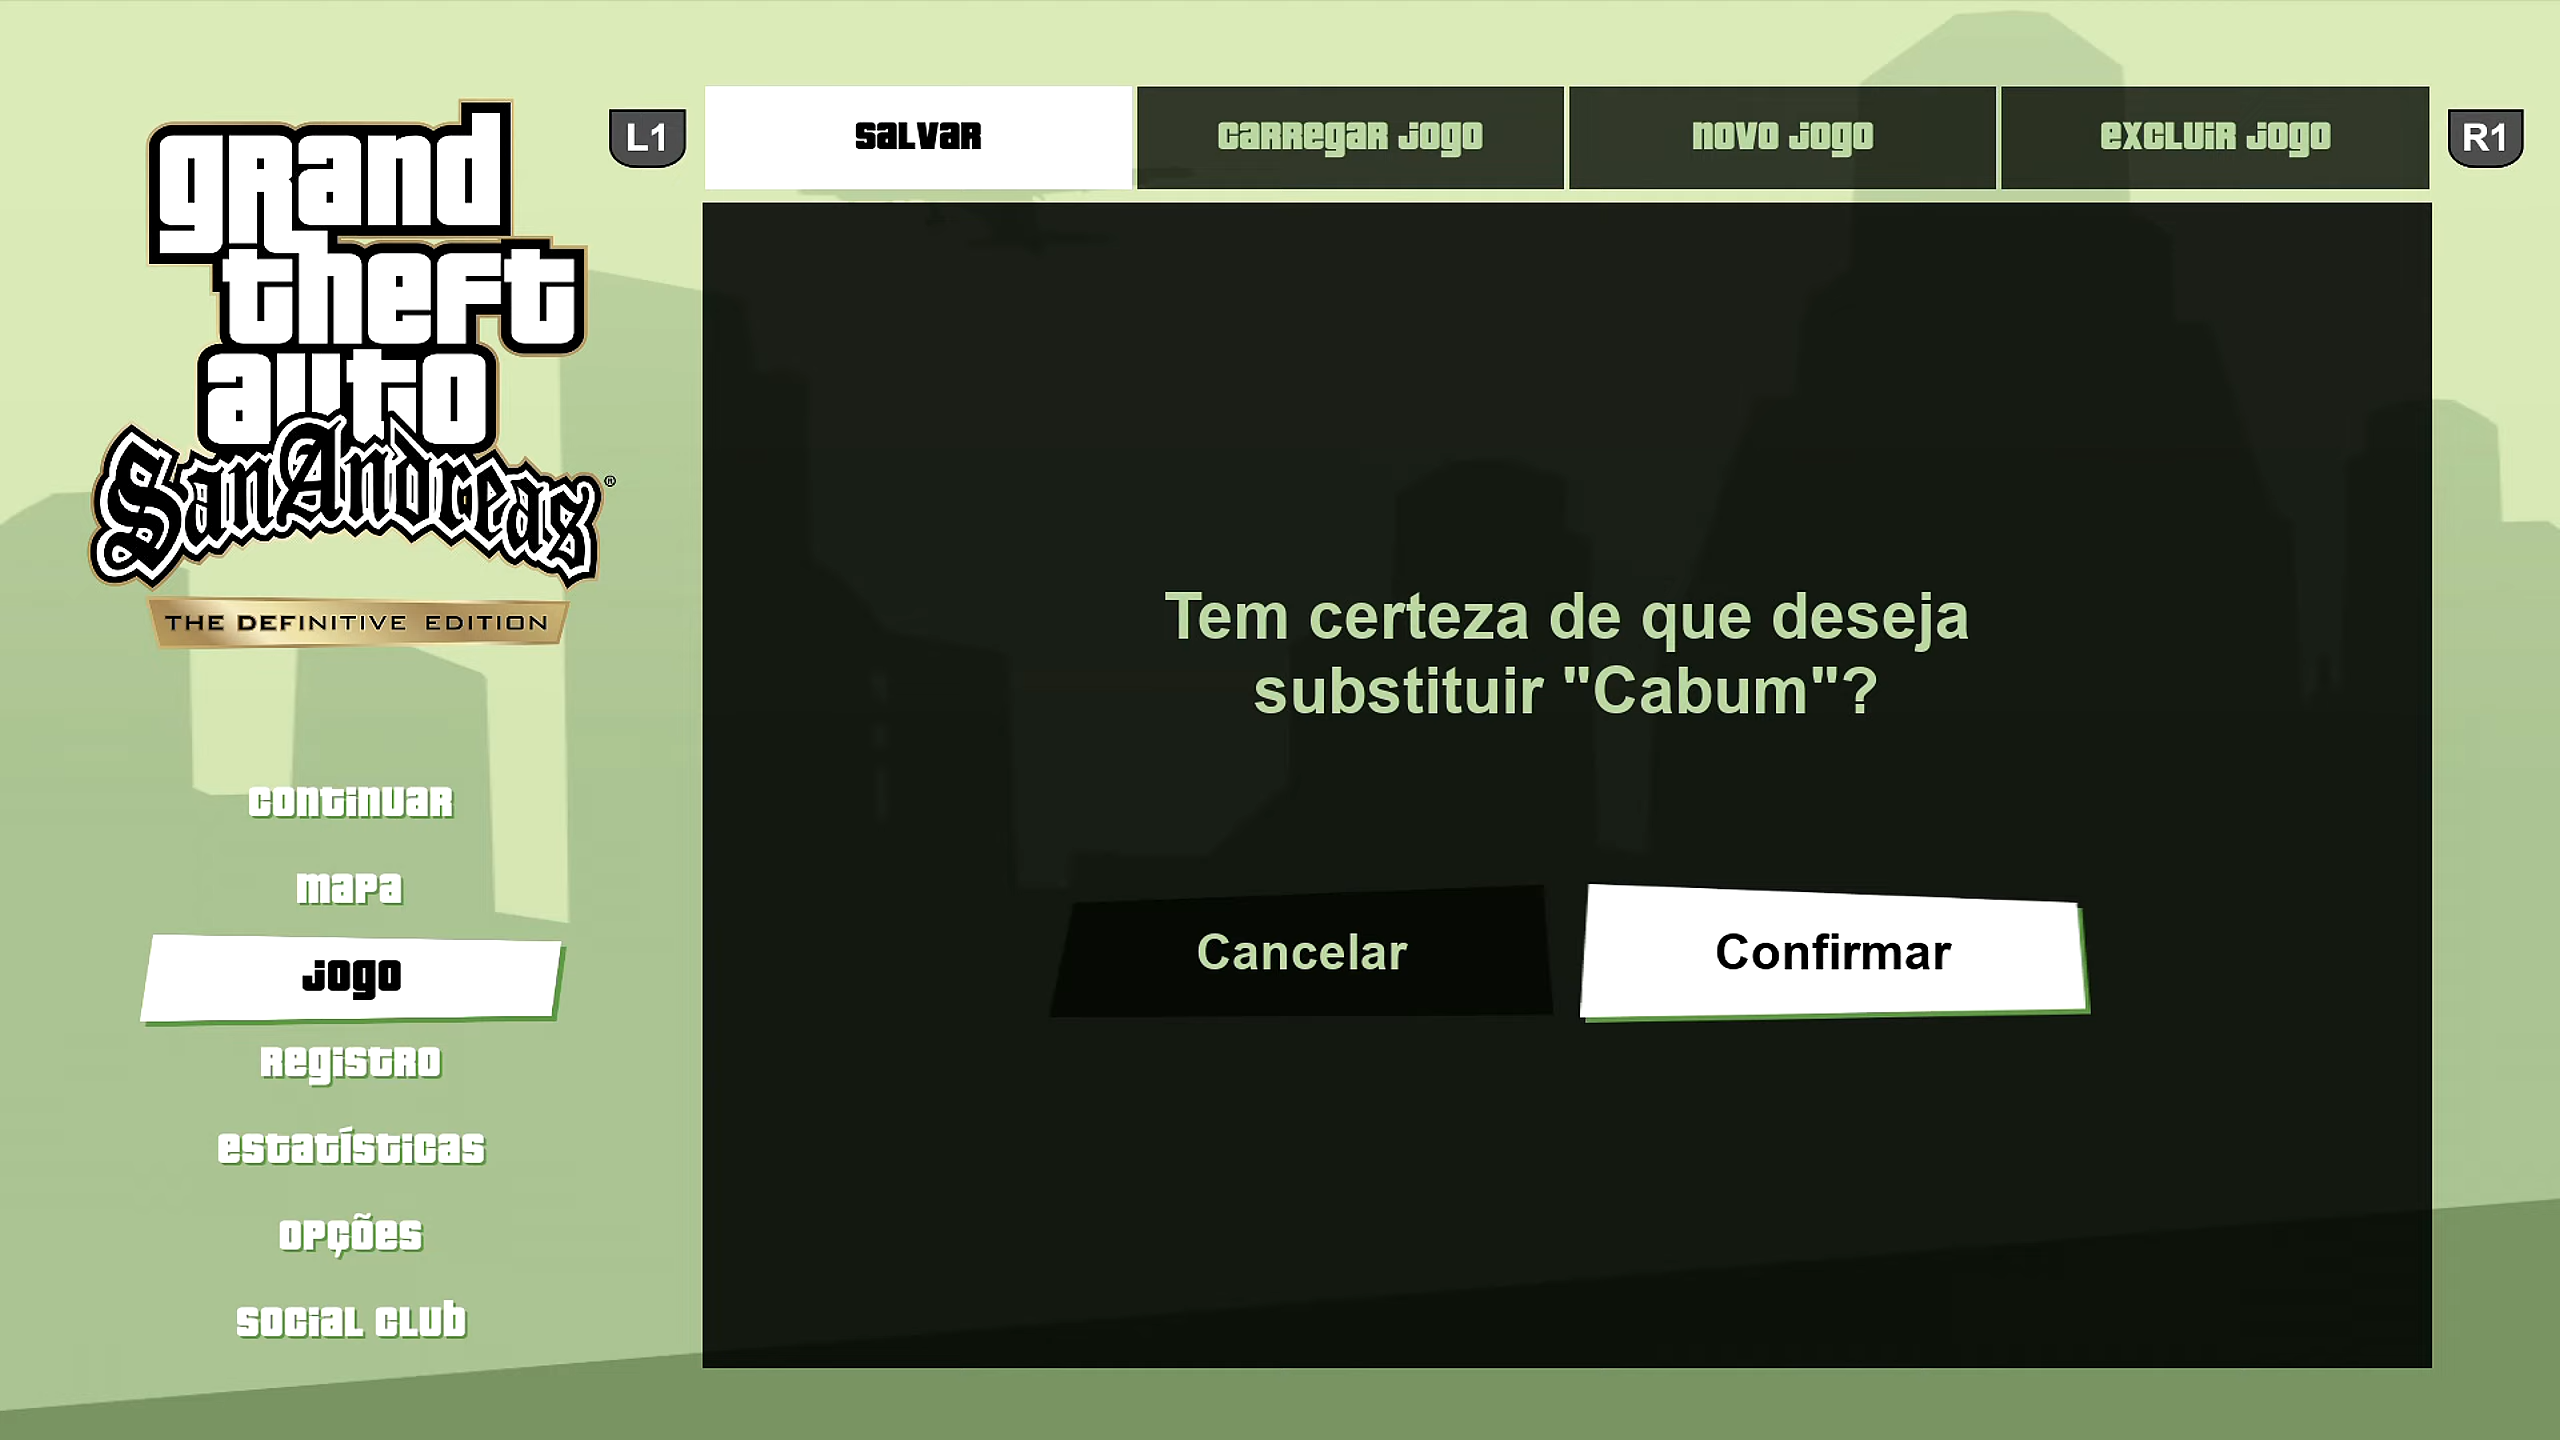 grand
theft
auto
San Andreas®
THE DEFINITIVE EDITION
L1
SALVAR
CARREGAR JOGO
NOVO JOGO
EXCLUIR JOGO
R1
Tem certeza de que deseja
substituir "Cabum"?
Cancelar
Confirmar
CONTINUAR
MAPA
JOGO
REGISTRO
ESTATÍSTICAS
OPÇÕES
SOCIAL CLUB